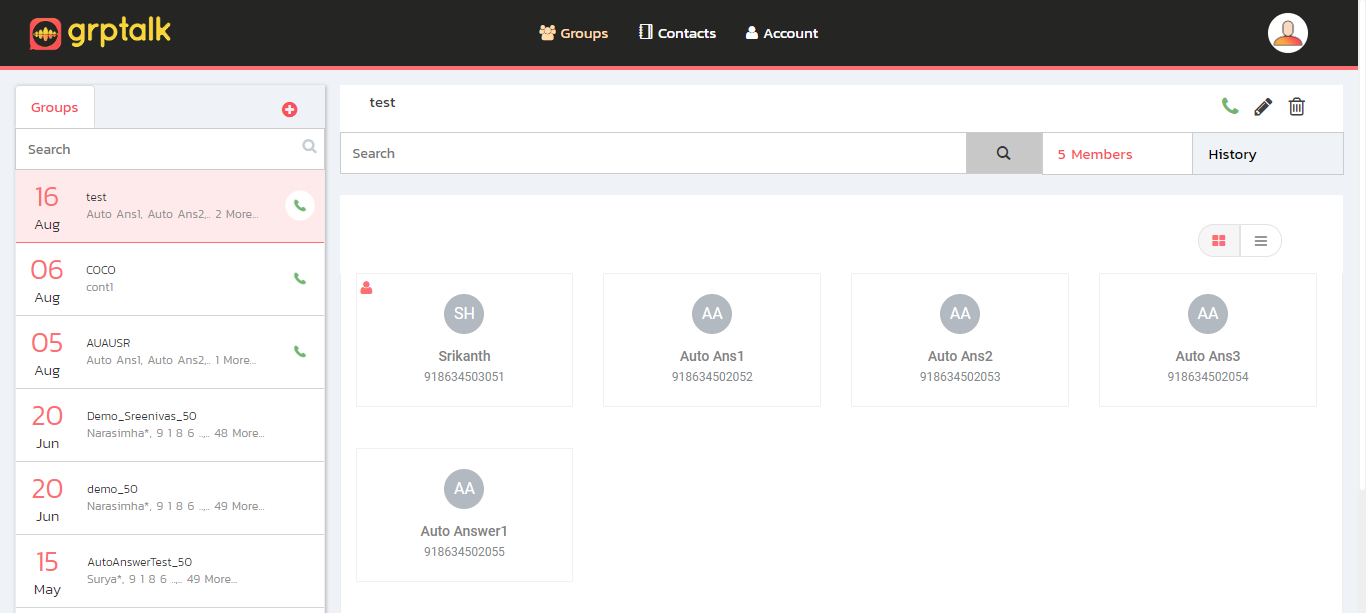 grptalk
Groups
Contacts
Account
Groups
Search
16
Aug
test
Auto Ans1, Auto Ans2,.. 2 More...
06
Aug
COCO
cont1
05
Aug
AUAUSR
Auto Ans1, Auto Ans2,.. 1 More...
20
Jun
Demo_Sreenivas_50
Narasimha*, 9 1 8 6 ..,.. 48 More...
20
Jun
demo_50
Narasimha*, 9 1 8 6 ..,.. 49 More...
15
May
AutoAnswerTest_50
Surya*, 9 1 8 6 ..,.. 49 More...
test
Search
5 Members
History
SH
Srikanth
918634503051
AA
Auto Ans1
918634502052
AA
Auto Ans2
918634502053
AA
Auto Ans3
918634502054
AA
Auto Answer1
918634502055